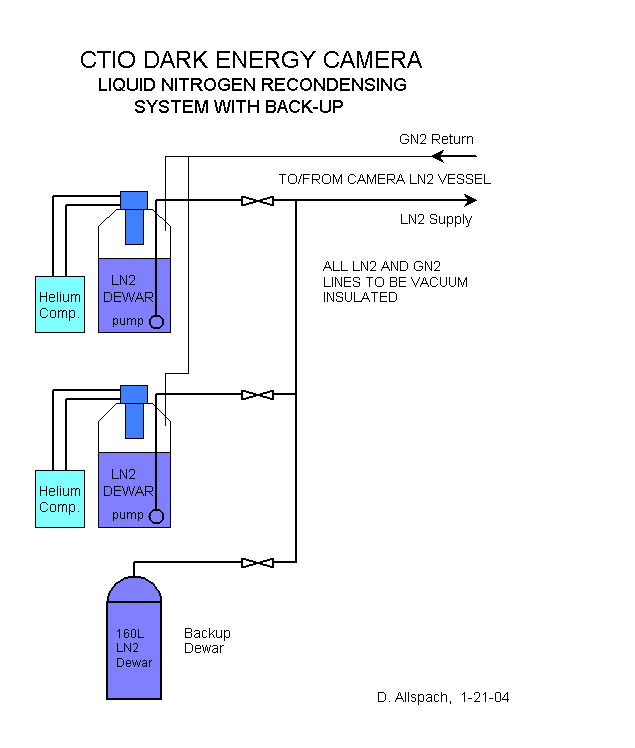 CTIO DARK ENERGY CAMERA
LIQUID NITROGEN RECONDENSING
SYSTEM WITH BACK-UP
GN2 Return
TO/FROM CAMERA LN2 VESSEL
LN2 Supply
ALL LN2 AND GN2
LINES TO BE VACUUM
INSULATED
LN2
DEWAR
pump
Helium
Comp.
LN2
DEWAR
pump
Helium
Comp.
160L
LN2
Dewar
Backup
Dewar
D. Allspach, 1-21-04